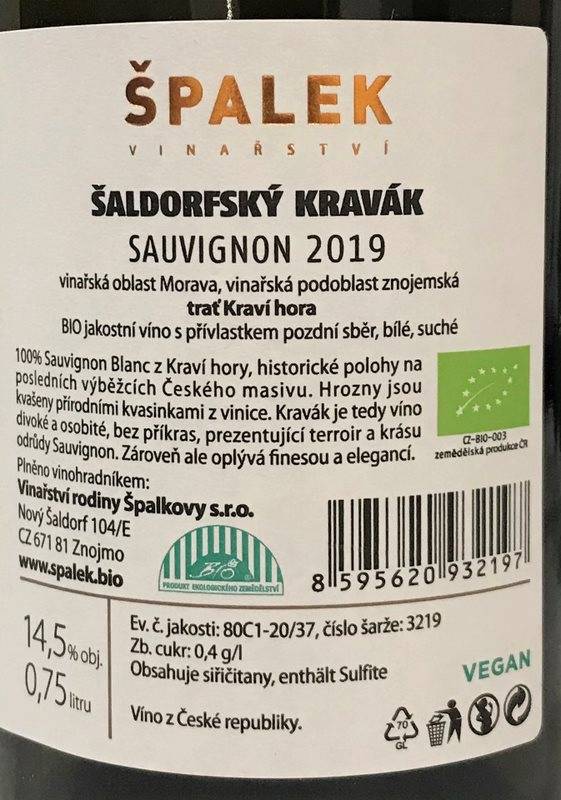 ŠPALEK
VINAŘSTVÍ
ŠALDORFSKÝ KRAVÁK
SAUVIGNON 2019
vinařská oblast Morava, vinařská podoblast znojemská
trať Kraví hora
BIO jakostní víno s přívlastkem pozdní sběr, bílé, suché
100% Sauvignon Blanc z Kraví hory, historické polohy na
posledních výběžcích Českého masivu. Hrozny jsou
kvašeny přírodními kvasinkami z vinice. Kravák je tedy víno
divoké a osobité, bez příkras, prezentující terroir a krásu
odrůdy Sauvignon. Zároveň ale oplývá finesou a elegancí.
CZ-BIO-003
zemědělská produkce ČR
Plněno vinohradníkem:
Vinařství rodiny Špalkovy s.r.o.
Nový Šaldorf 104/E
CZ 671 81 Znojmo
www.spalek.bio
BIO
PRODUKT EKOLOGICKÉHO ZEMĚDĚLSTVÍ
8 595620 932197
14,5% obj.
0,75 litru
Ev. č. jakosti: 80C1-20/37, číslo šarže: 3219
Zb. cukr: 0,4 g/l
Obsahuje siřičitany, enthält Sulfite
VEGAN
Víno z České republiky.
70
GL